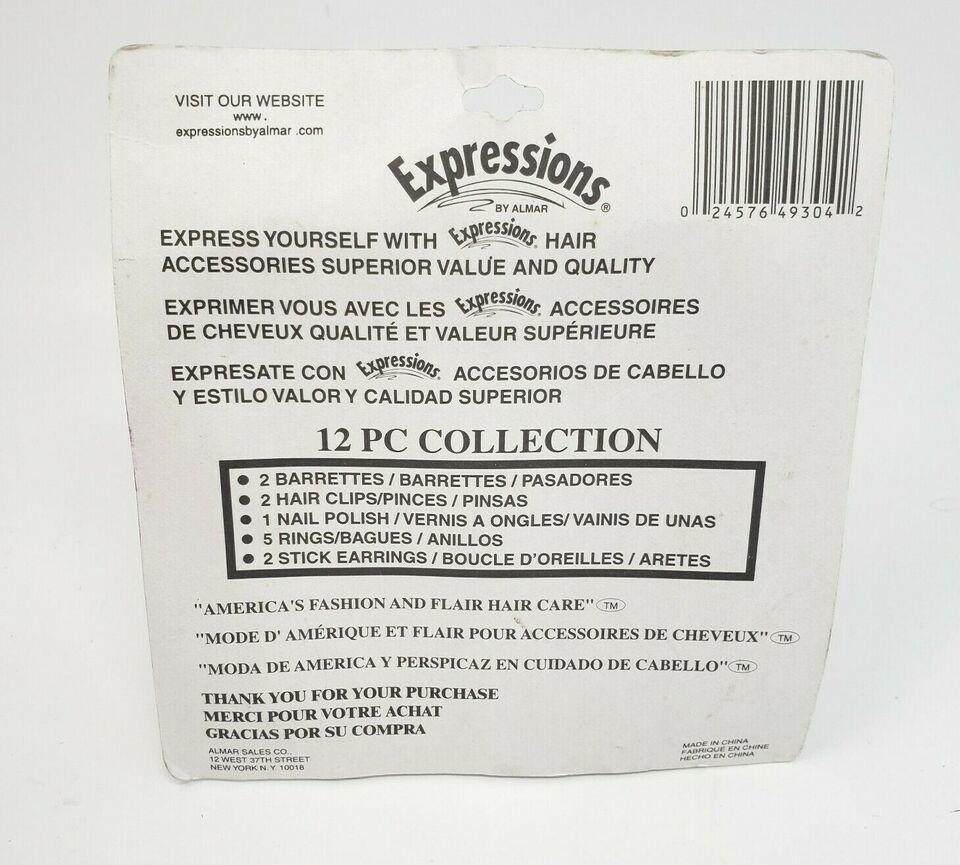 VISIT OUR WEBSITE
www.
expressionsbyalmar .com
Expressions
BY ALMAR ®
0 24576 49304 2
EXPRESS YOURSELF WITH Expressions. HAIR
ACCESSORIES SUPERIOR VALUE AND QUALITY
EXPRIMER VOUS AVEC LES Expressions. ACCESSOIRES
DE CHEVEUX QUALITÉ ET VALEUR SUPÉRIEURE
EXPRESATE CON Expressions. ACCESORIOS DE CABELLO
Y ESTILO VALOR Y CALIDAD SUPERIOR
12 PC COLLECTION
• 2 BARRETTES / BARRETTES / PASADORES
• 2 HAIR CLIPS/PINCES / PINSAS
• 1 NAIL POLISH / VERNIS A ONGLES/ VAINIS DE UNAS
• 5 RINGS/BAGUES / ANILLOS
• 2 STICK EARRINGS / BOUCLE D'OREILLES / ARETES
"AMERICA'S FASHION AND FLAIR HAIR CARE" TM
"MODE D' AMÉRIQUE ET FLAIR POUR ACCESSOIRES DE CHEVEUX" TM
"MODA DE AMERICA Y PERSPICAZ EN CUIDADO DE CABELLO" TM
THANK YOU FOR YOUR PURCHASE
MERCI POUR VOTRE ACHAT
GRACIAS POR SU COMPRA
ALMAR SALES CO.,
12 WEST 37TH STREET
NEW YORK N.Y. 10018
MADE IN CHINA
FABRIQUE EN CHINE
HECHO EN CHINA